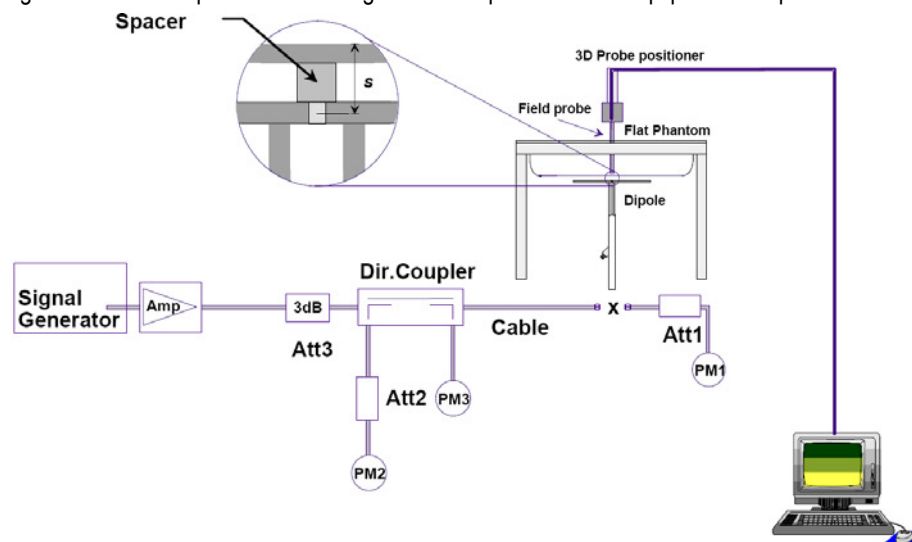 Spacer
s
3D Probe positioner
Field probe
Flat Phantom
Dipole
Dir.Coupler
Signal
Generator
Amp
3dB
Cable
X
Att1
Att3
PM1
Att2
PM3
PM2